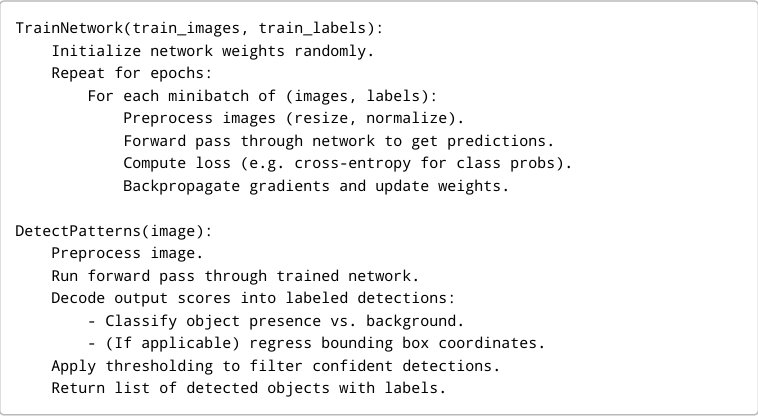 TrainNetwork(train_images, train_labels):
    Initialize network weights randomly.
    Repeat for epochs:
        For each minibatch of (images, labels):
            Preprocess images (resize, normalize).
            Forward pass through network to get predictions.
            Compute loss (e.g. cross-entropy for class probs).
            Backpropagate gradients and update weights.

DetectPatterns(image):
    Preprocess image.
    Run forward pass through trained network.
    Decode output scores into labeled detections:
        - Classify object presence vs. background.
        - (If applicable) regress bounding box coordinates.
    Apply thresholding to filter confident detections.
    Return list of detected objects with labels.